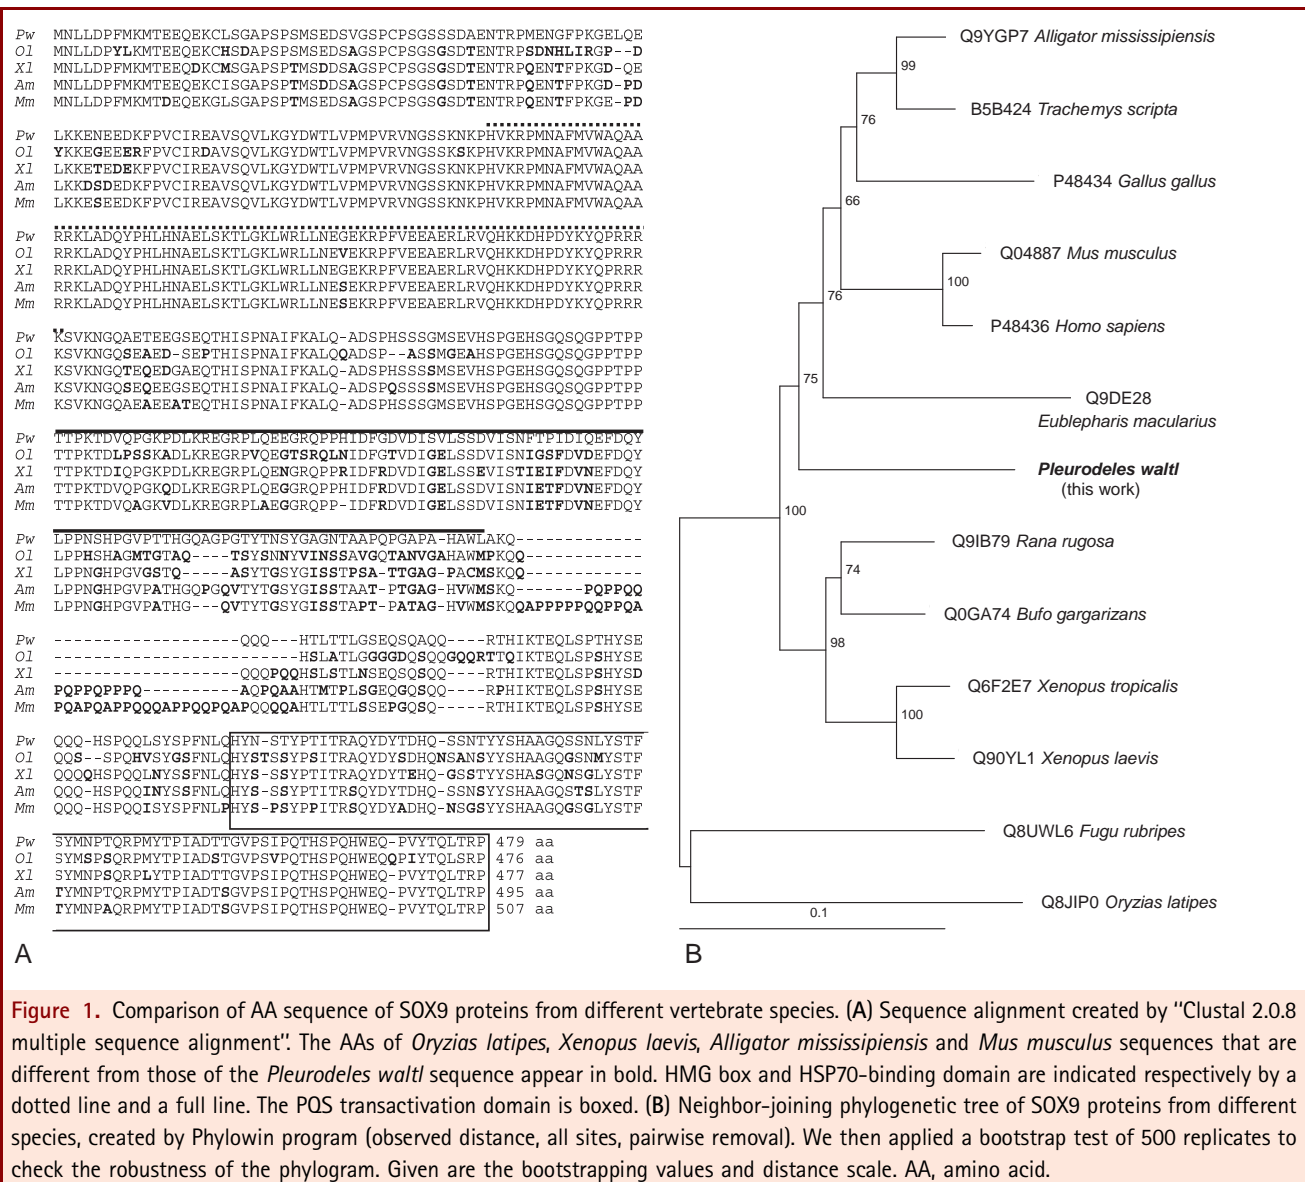 Pw MNLLDPFMKMTEEQEKCLSGAPSPSMSEDSVGSPCPSGSSSDAENTRPMENGFPKGELQE
Ol MNLLDPYLKMTEEQEKCHSDAPSPSMSEDSAGSPCPSGSGSDTENTRPSDNHLIRGP--D
Xl MNLLDPFMKMTEEQDKCMSGAPSPTMSDDSAGSPCPSGSGSDTENTRPQENTFPKGD-QE
Am MNLLDPFMKMTEEQEKCISGAPSPTMSDDSAGSPCPSGSGSDTENTRPQENTFPKGD-PD
Mm MNLLDPFMKMTDEQEKGLSGAPSPTMSEDSAGSPCPSGSGSDTENTRPQENTFPKGE-PD
Pw LKKENEEDKFPVCIREAVSQVLKGYDWTLVPMPVRVNGSSKNKPHVKRPMNAFMVWAQAA
Ol YKKEGEEERFPVCIRDAVSQVLKGYDWTLVPMPVRVNGSSKSKPHVKRPMNAFMVWAQAA
Xl LKKETEDEKFPVCIREAVSQVLKGYDWTLVPMPVRVNGSSKNKPHVKRPMNAFMVWAQAA
Am LKKDSDEDKFPVCIREAVSQVLKGYDWTLVPMPVRVNGSSKNKPHVKRPMNAFMVWAQAA
Mm LKKESEEDKFPVCIREAVSQVLKGYDWTLVPMPVRVNGSSKNKPHVKRPMNAFMVWAQAA
Pw RRKLADQYPHLHNAELSKTLGKLWRLLNEGEKRPFVEEAERLRVQHKKDHPDYKYQPRRR
Ol RRKLADQYPHLHNAELSKTLGKLWRLLNEVEKRPFVEEAERLRVQHKKDHPDYKYQPRRR
Xl RRKLADQYPHLHNAELSKTLGKLWRLLNEGEKRPFVEEAERLRVQHKKDHPDYKYQPRRR
Am RRKLADQYPHLHNAELSKTLGKLWRLLNESEKRPFVEEAERLRVQHKKDHPDYKYQPRRR
Mm RRKLADQYPHLHNAELSKTLGKLWRLLNESEKRPFVEEAERLRVQHKKDHPDYKYQPRRR
Pw KSVKNGQAETEEGSEQTHISPNAIFKALQ-ADSPHSSSGMSEVHSPGEHSGQSQGPPTPP
Ol KSVKNGQSEAED-SEPTHISPNAIFKALQQADSP--ASSMGEAHSPGEHSGQSQGPPTPP
Xl KSVKNGQTEQEDGAEQTHISPNAIFKALQ-ADSPHSSSSMSEVHSPGEHSGQSQGPPTPP
Am KSVKNGQSEQEEGSEQTHISPNAIFKALQ-ADSPQSSSSMSEVHSPGEHSGQSQGPPTPP
Mm KSVKNGQAEAEEATEQTHISPNAIFKALQ-ADSPHSSSGMSEVHSPGEHSGQSQGPPTPP
Pw TTPKTDVQPGKPDLKREGRPLQEEGRQPPHIDFGDVDISVLSSDVISNFTPIDIQEFDQY
Ol TTPKTDLPSSKADLKREGRPVQEGTSRQLNIDFGTVDIGELSSDVISNIGSFDVDEFDQY
Xl TTPKTDIQPGKPDLKREGRPLQENGRQPPRIDFRDVDIGELSSEVISTIEIFDVNEFDQY
Am TTPKTDVQPGKQDLKREGRPLQEGGRQPPHIDFRDVDIGELSSDVISNIETFDVNEFDQY
Mm TTPKTDVQAGKVDLKREGRPLAEGGRQPP-IDFRDVDIGELSSDVISNIETFDVNEFDQY
Pw LPPNSHPGVPTTHGQAGPGTYTNSYGAGNTAAPQPGAPA-HAWLAKQ-------------
Ol LPPHSHAGMTGTAQ----TSYSNNYVINSSAVGQTANVGAHAWMPKQQ------------
Xl LPPNGHPGVGSTQ-----ASYTGSYGISSTPSA-TTGAG-PACMSKQQ------------
Am LPPNGHPGVPATHGQPGQVTYTGSYGISSTAAT-PTGAG-HVWMSKQ-------PQPPQQ
Mm LPPNGHPGVPATHG----QVTYTGSYGISSTAPT-PATAG-HVWMSKQQAPPPPPQQPPQA
Pw -------------------QQQ---HTLTTLGSEQSQAQQ----RTHIKTEQLSPTHYSE
Ol -------------------------HSLATLGGGGDQSQQGQQRTTQIKTEQLSPSHYSE
Xl -------------------QQQPQQHSLSTLNSEQSQSQQ----RTHIKTEQLSPSHYSD
Am PQPPQPPPQ----------AQPQAAHTMTPLSGEQGQSQQ----RPHIKTEQLSPSHYSE
Mm PQAPQAPPQQQAPPQQPQAPQQQQAHTLTTLSSEPGQSQ-----RTHIKTEQLSPSHYSE
Pw QQQ-HSPQQLSYSPFNLQHYN-STYPTITRAQYDYTDHQ-SSNTYYSHAAGQSSNLYSTF
Ol QQS--SPQHVSYGSFNLQHYSTSSYPSITRAQYDYSDHQNSANSYYSHAAGQGSNMYSTF
Xl QQQQHSPQQLNYSSFNLQHYS-SSYPTITRAQYDYTEHQ-GSSTYYSHASGQNSGLYSTF
Am QQQ-HSPQQINYSSFNLQHYS-SSYPTITRSQYDYTDHQ-SSNSYYSHAAGQSTSLYSTF
Mm QQQ-HSPQQISYSPFNLPHYS-PSYPPITRSQYDYADHQ-NSGSYYSHAAGQGSGLYSTF
Pw SYMNPTQRPMYTPIADTTGVPSIPQTHSPQHWEQ-PVYTQLTRP 479 aa
Ol SYMSPSQRPMYTPIADSTGVPSVPQTHSPQHWEQQPIYTQLSRP 476 aa
Xl SYMNPSQRPLYTPIADTTGVPSIPQTHSPQHWEQ-PVYTQLTRP 477 aa
Am TYMNPTQRPMYTPIADTSGVPSIPQTHSPQHWEQ-PVYTQLTRP 495 aa
Mm TYMNPAQRPMYTPIADTSGVPSIPQTHSPQHWEQ-PVYTQLTRP 507 aa
A
Q9YGP7 Alligator mississipiensis
99
B5B424 Trachemys scripta
76
P48434 Gallus gallus
66
Q04887 Mus musculus
100
76
P48436 Homo sapiens
75
Q9DE28
Eublepharis macularius
Pleurodeles waltl
(this work)
100
Q9IB79 Rana rugosa
74
Q0GA74 Bufo gargarizans
98
Q6F2E7 Xenopus tropicalis
100
Q90YL1 Xenopus laevis
Q8UWL6 Fugu rubripes
Q8JIP0 Oryzias latipes
0.1
B
Figure 1. Comparison of AA sequence of SOX9 proteins from different vertebrate species. (A) Sequence alignment created by "Clustal 2.0.8
multiple sequence alignment". The AAs of Oryzias latipes, Xenopus laevis, Alligator mississipiensis and Mus musculus sequences that are
different from those of the Pleurodeles waltl sequence appear in bold. HMG box and HSP70-binding domain are indicated respectively by a
dotted line and a full line. The PQS transactivation domain is boxed. (B) Neighbor-joining phylogenetic tree of SOX9 proteins from different
species, created by Phylowin program (observed distance, all sites, pairwise removal). We then applied a bootstrap test of 500 replicates to
check the robustness of the phylogram. Given are the bootstrapping values and distance scale. AA, amino acid.